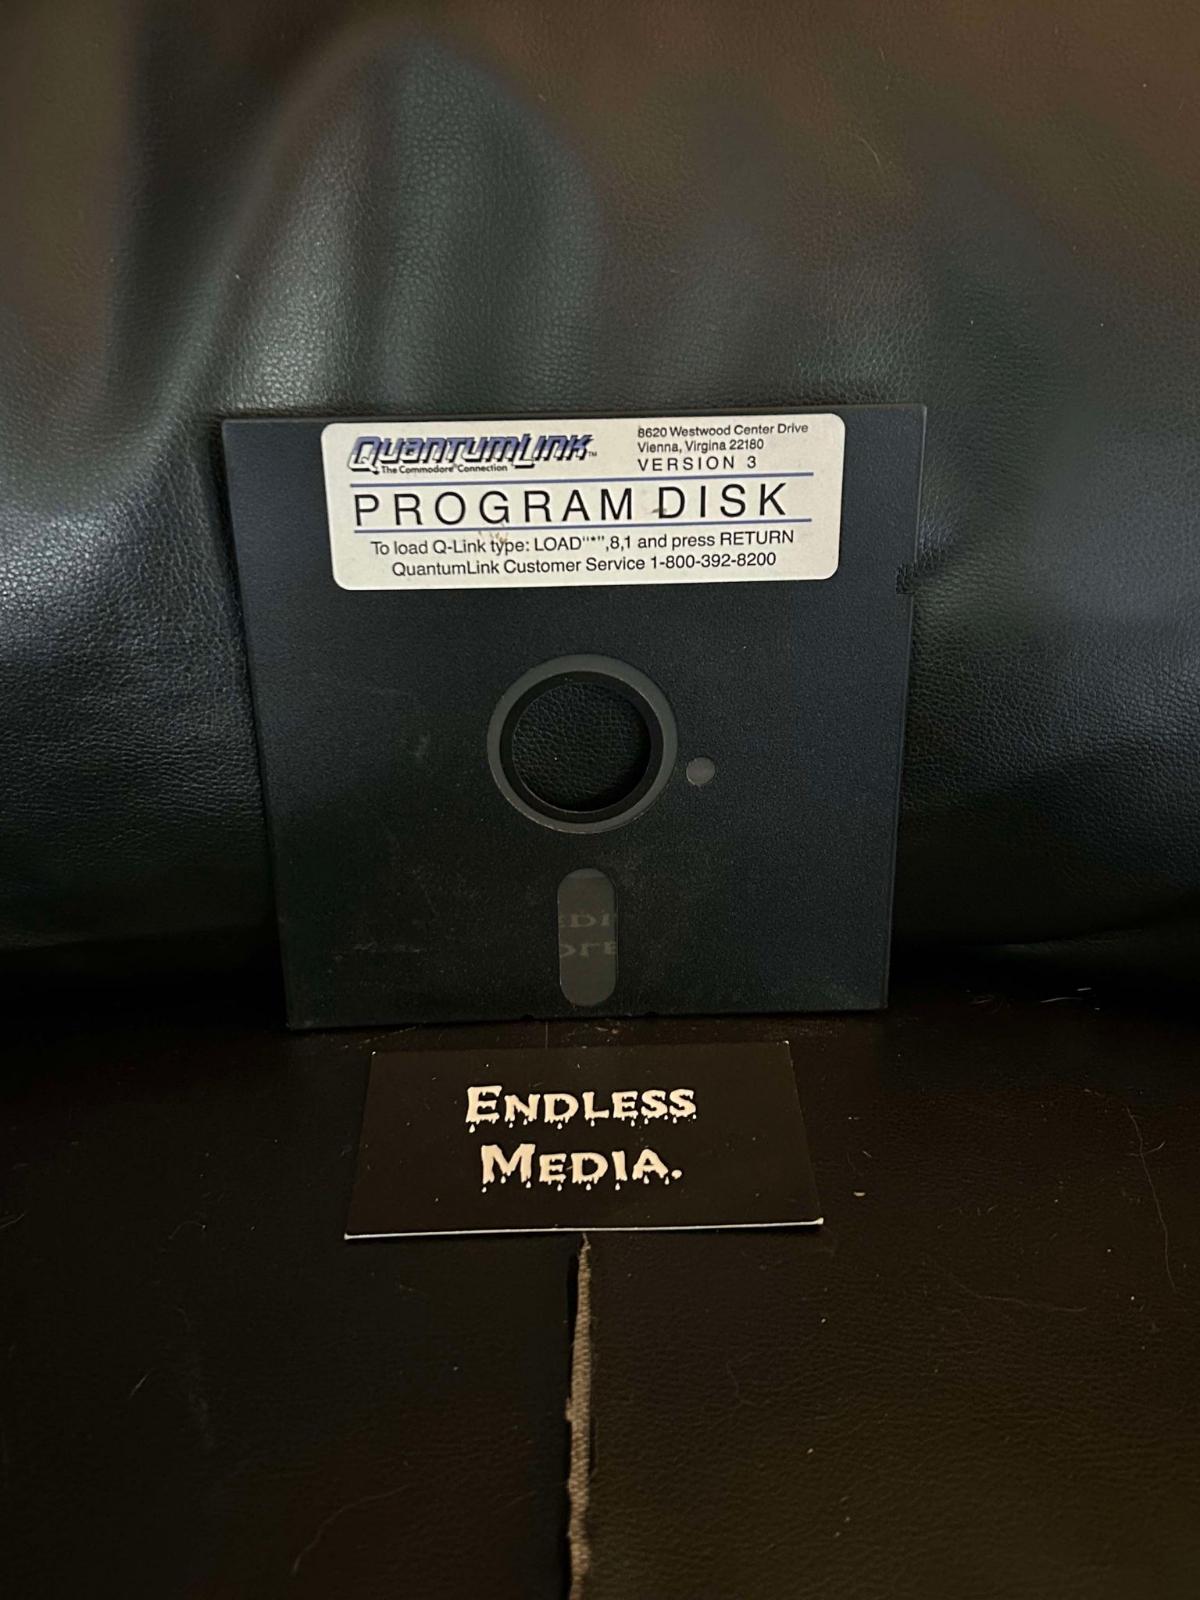 QUANTUMLINK™
The Commodore® Connection
8620 Westwood Center Drive
Vienna, Virgina 22180
VERSION 3
PROGRAM DISK
To load Q-Link type: LOAD"*",8,1 and press RETURN
QuantumLink Customer Service 1-800-392-8200
ENDLESS
MEDIA.